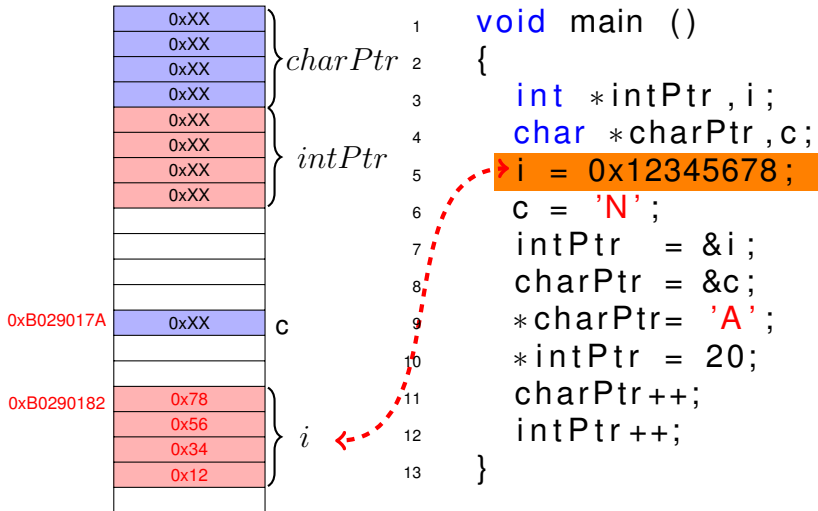 0xXX
0xXX
0xXX
0xXX
charPtr
0xXX
0xXX
0xXX
0xXX
intPtr
0xB029017A 0xXX c
0xB0290182 0x78
0x56
0x34
0x12
i
1 void main ()
2 {
3 int *intPtr ,i;
4 char *charPtr ,c;
5 i = 0x12345678;
6 c = 'N';
7 intPtr = &i;
8 charPtr = &c;
9 *charPtr= 'A';
10 *intPtr = 20;
11 charPtr++;
12 intPtr++;
13 }